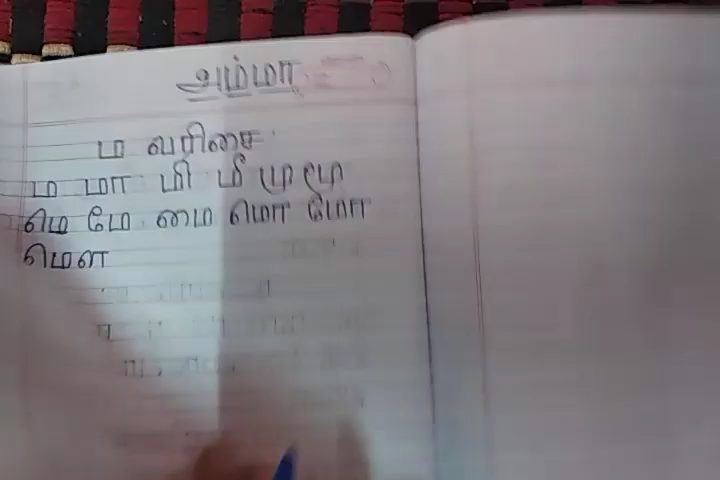 அம்மா
ம வரிசை
ம மா மி மீ மு மூ
மெ மே மை மொ மோ
மௌ